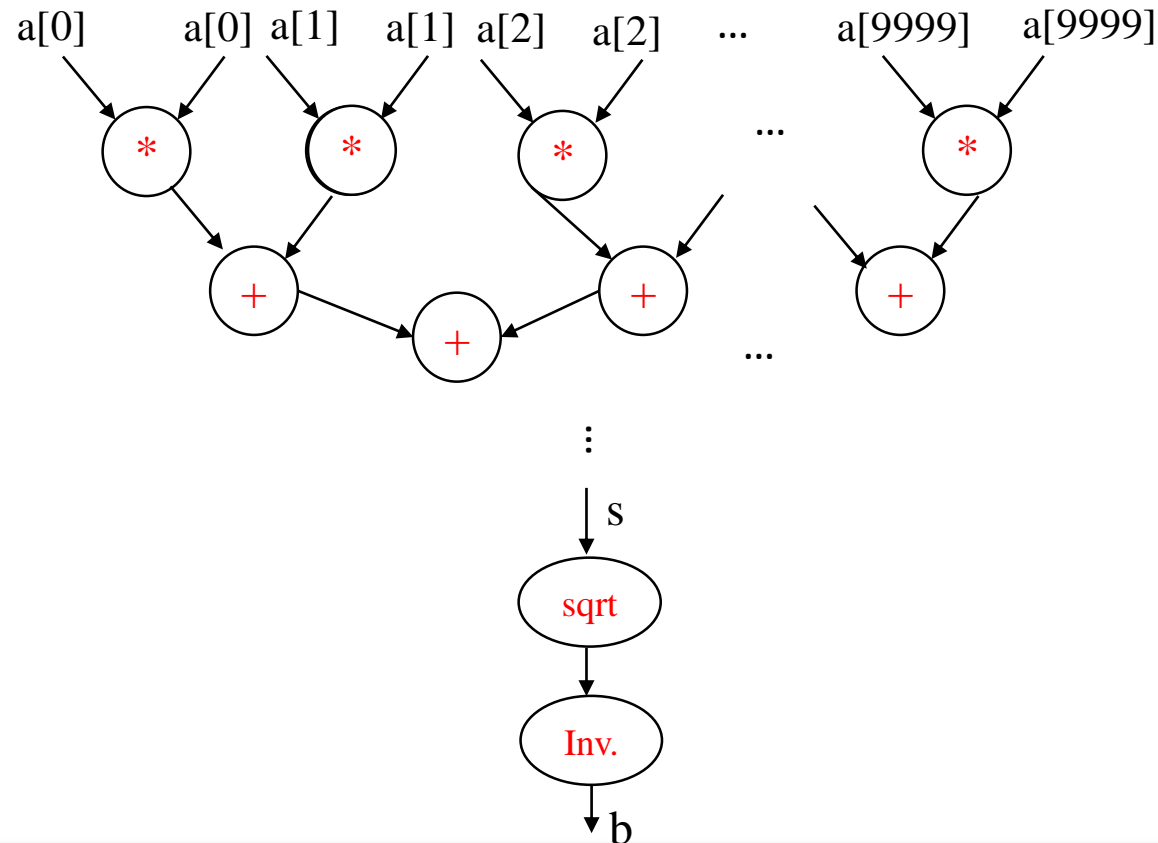 a[0] a[0] a[1] a[1] a[2] a[2] ... a[9999] a[9999]
* * * ... *
+ + +
+
...
...
s
sqrt
Inv.
b